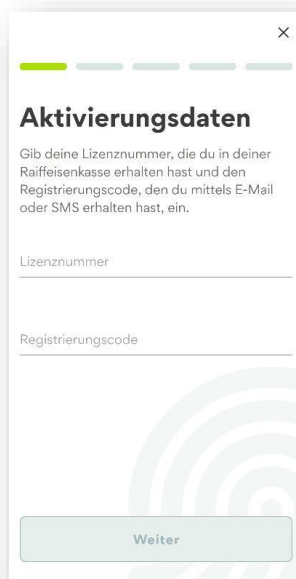 Aktivierungsdaten
Gib deine Lizenznummer, die du in deiner
Raiffeisenkasse erhalten hast und den
Registrierungscode, den du mittels E-Mail
oder SMS erhalten hast, ein.
Lizenznummer
Registrierungscode
Weiter